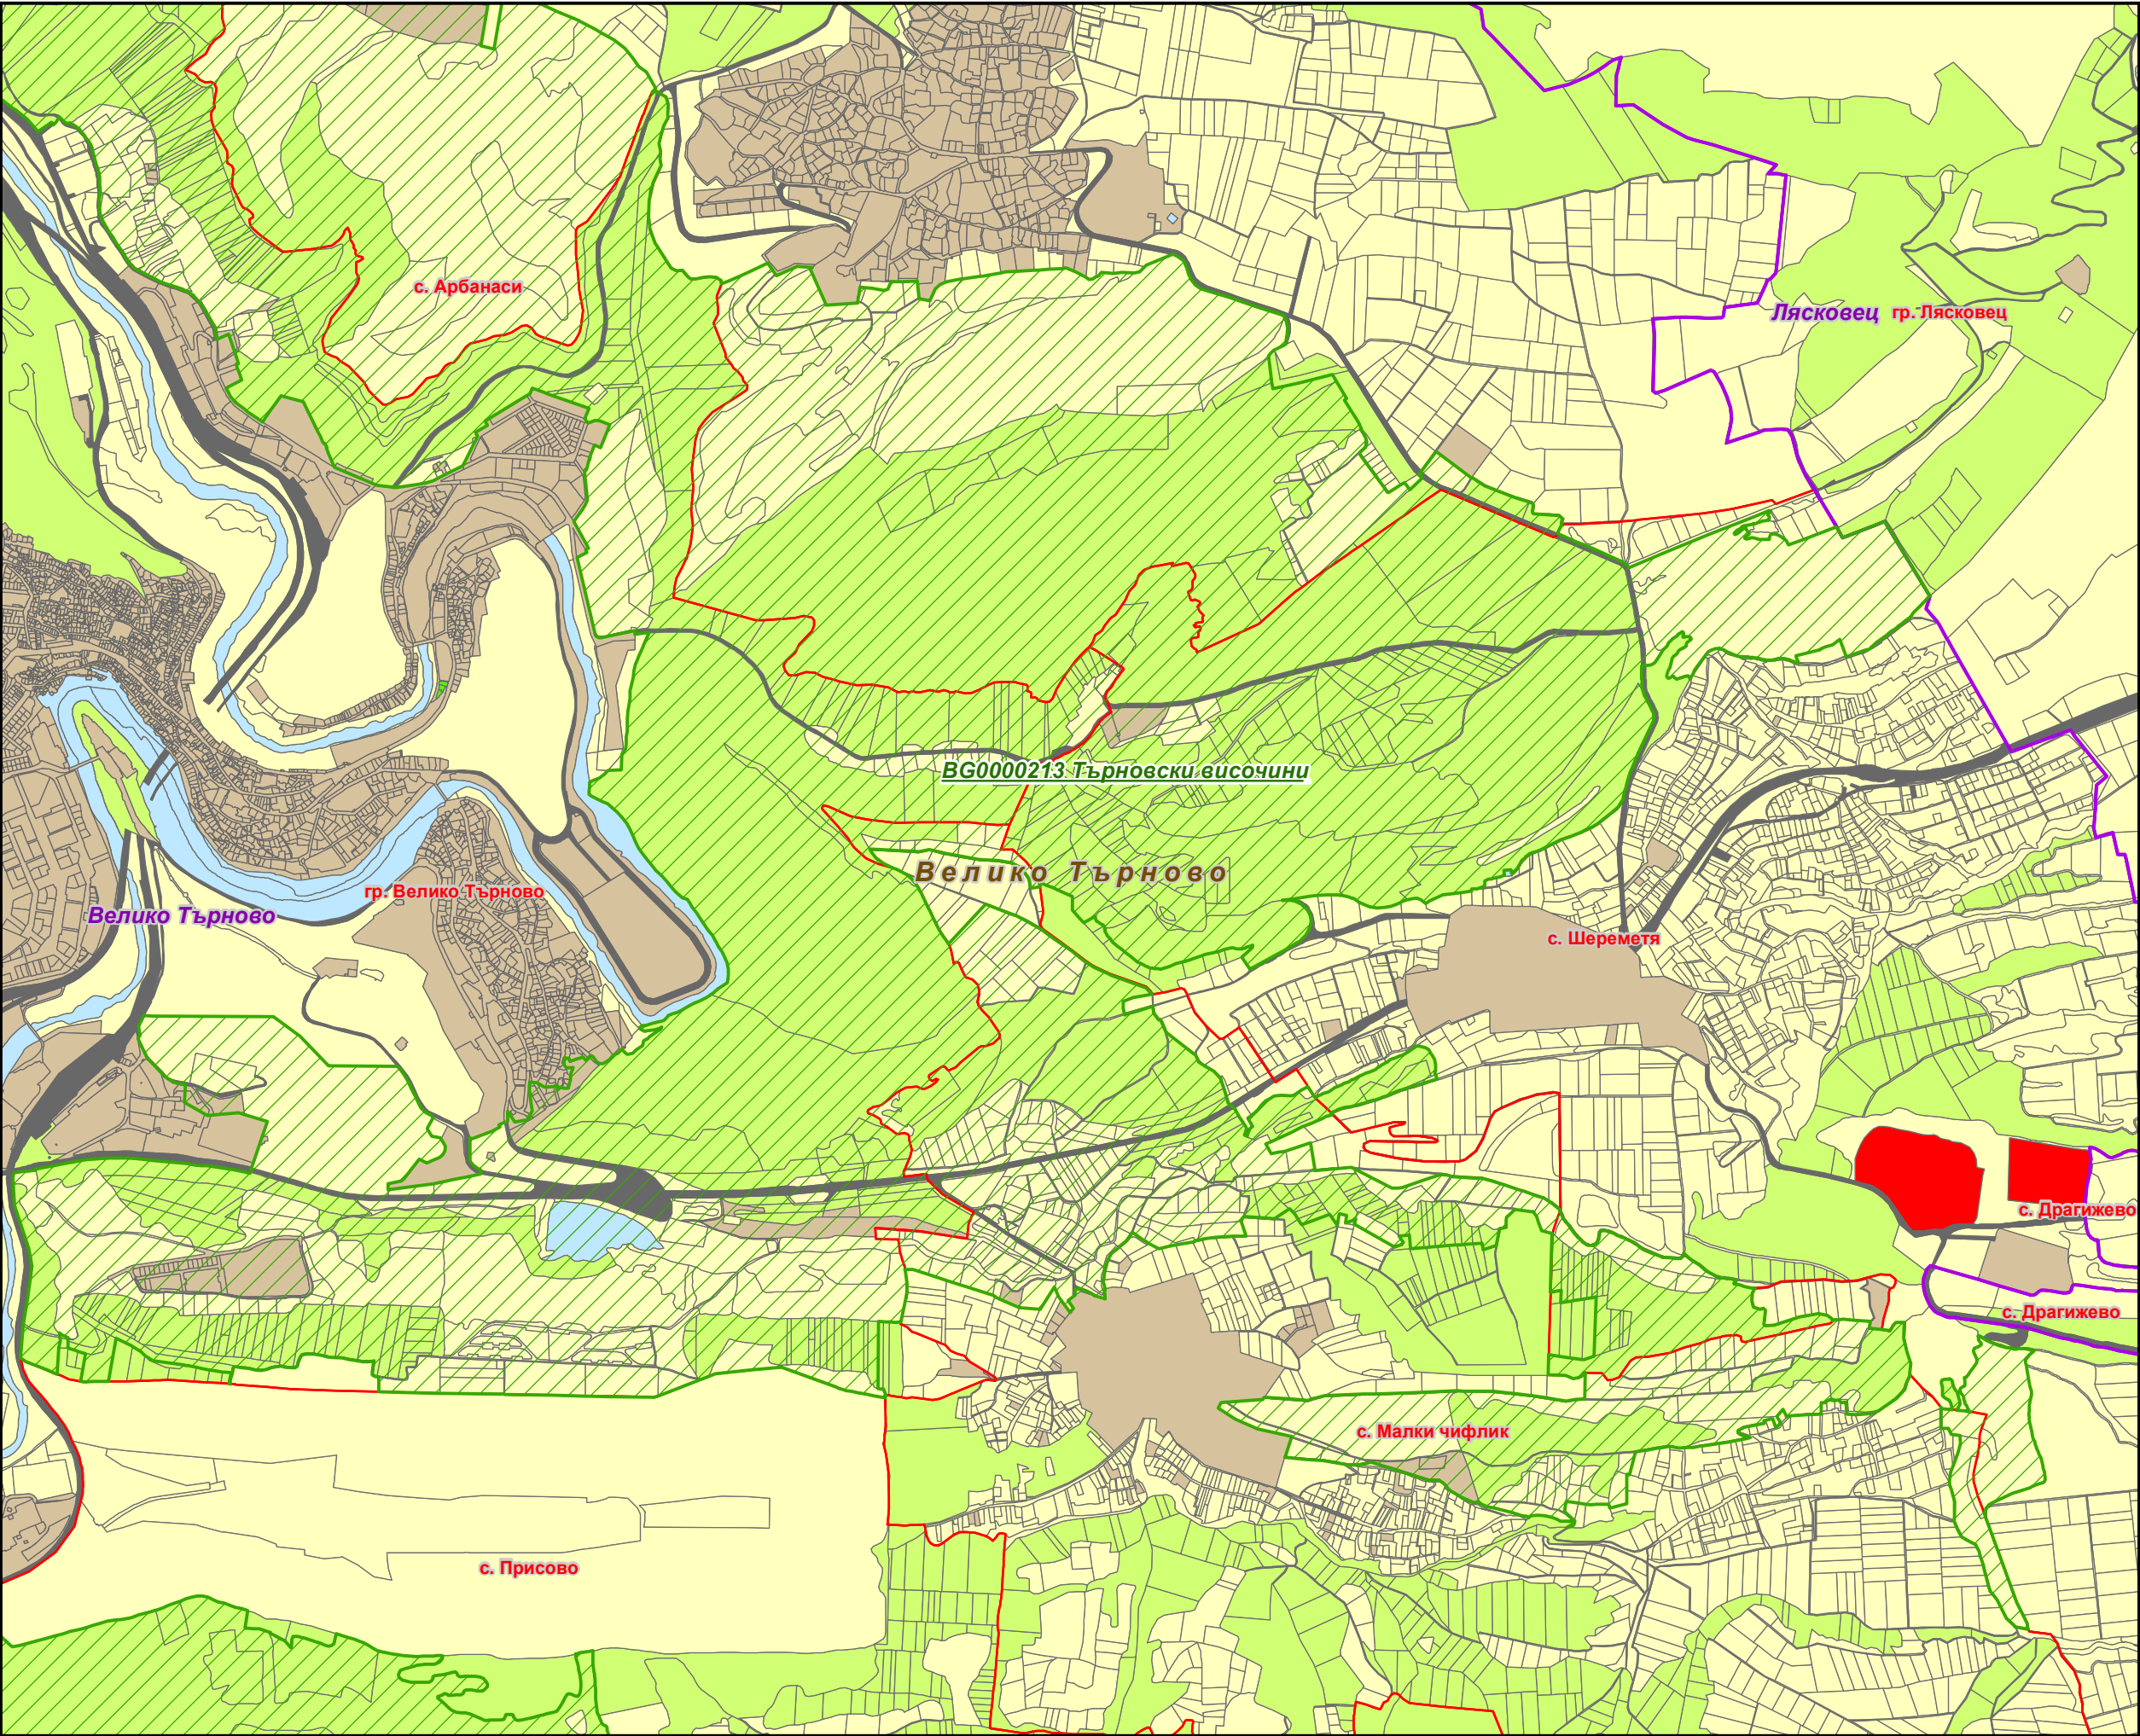 с. Арбанаси
Лясковец
гр. Лясковец
BG0000213 Търновски височини
Велико Търново
гр. Велико Търново
Велико Търново
с. Шереметя
с. Драгижево
с. Драгижево
с. Малки чифлик
с. Присово